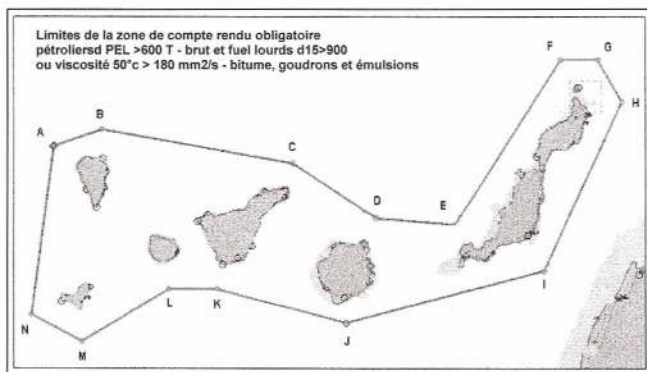 Limites de la zone de compte rendu obligatoire
pétroliersd PEL >600 T - brut et fuel lourds d15>900
ou viscosité 50°c > 180 mm2/s - bitume, goudrons et émulsions
F G
B
H
A
C
D E
I
L K
N
J
M